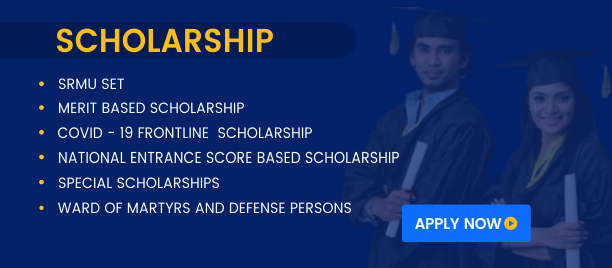 SCHOLARSHIP
SRMU SET
MERIT BASED SCHOLARSHIP
COVID - 19 FRONTLINE SCHOLARSHIP
NATIONAL ENTRANCE SCORE BASED SCHOLARSHIP
SPECIAL SCHOLARSHIPS
WARD OF MARTYRS AND DEFENSE PERSONS
APPLY NOW